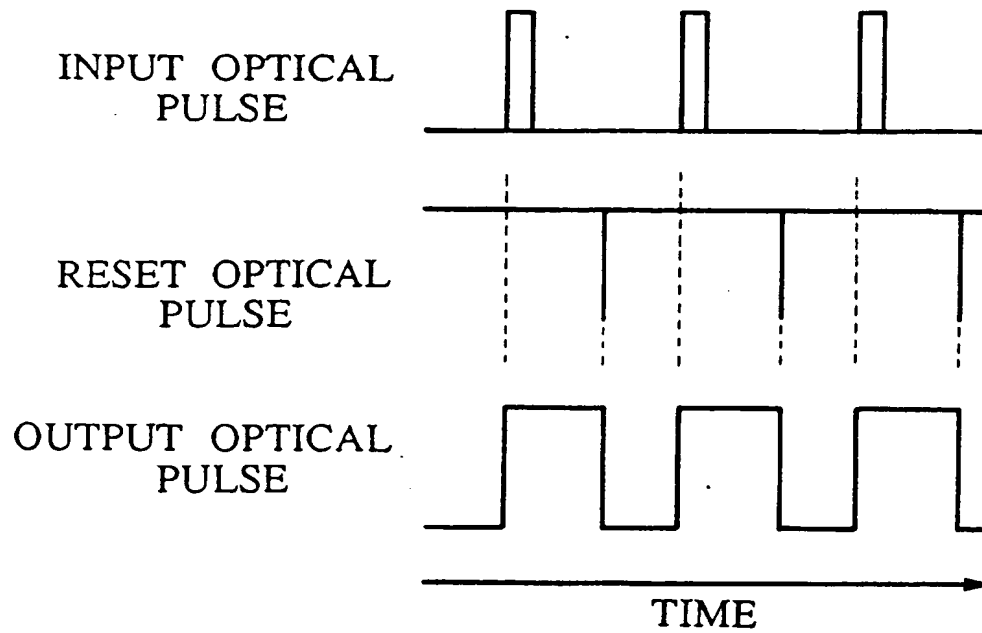 INPUT OPTICAL
PULSE
RESET OPTICAL
PULSE
OUTPUT OPTICAL
PULSE
TIME